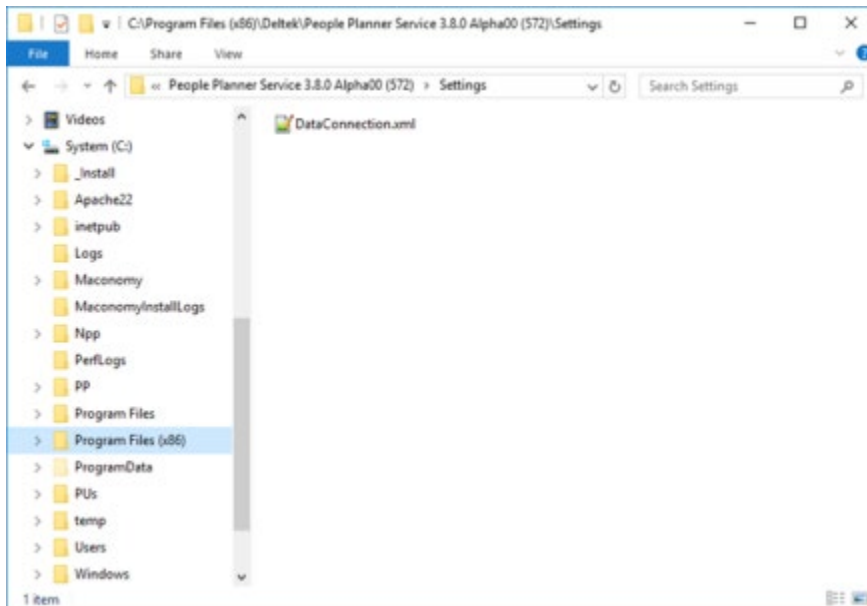 C:\Program Files (x86)\Deltek\People Planner Service 3.8.0 Alpha00 (572)\Settings
File Home Share View
« People Planner Service 3.8.0 Alpha00 (572) > Settings
Search Settings
Videos
System (C:)
_Install
Apache22
inetpub
Logs
Maconomy
MaconomyInstallLogs
Npp
PerfLogs
PP
Program Files
Program Files (x86)
ProgramData
PUs
temp
Users
Windows
DataConnection.xml
1 item